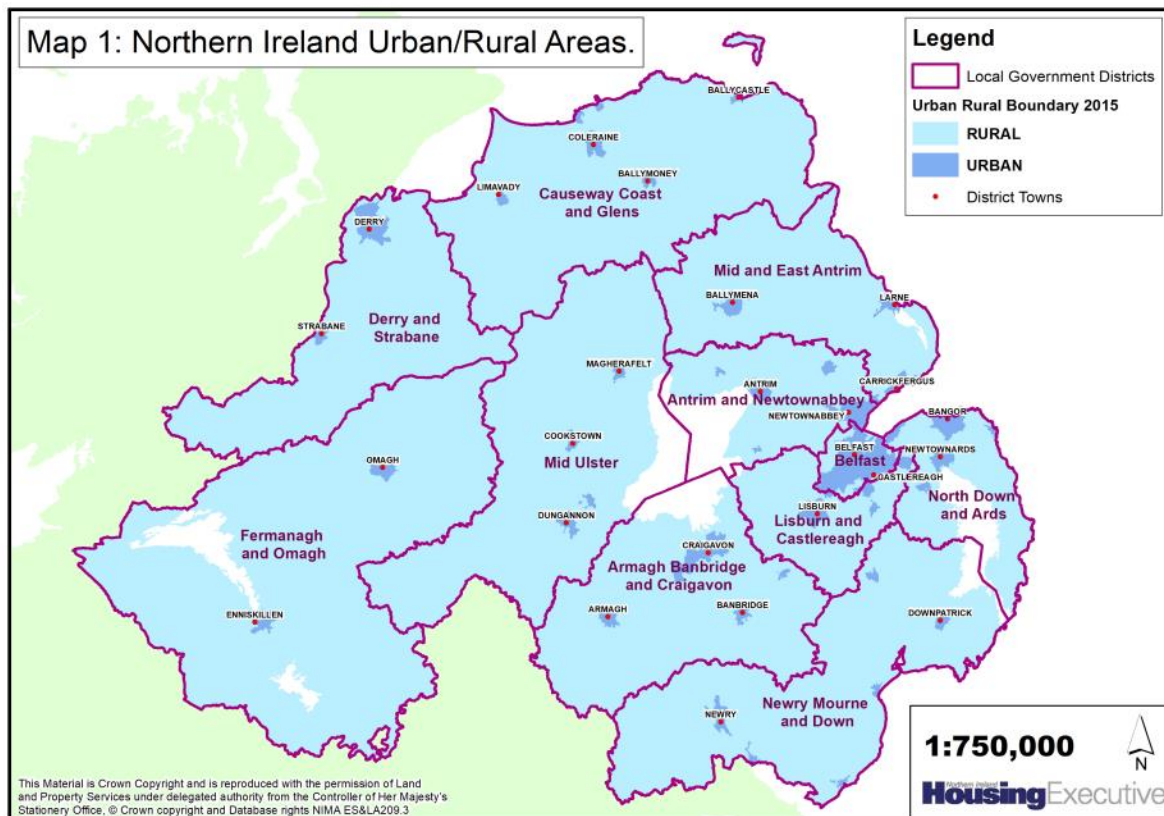 Map 1: Northern Ireland Urban/Rural Areas.
Legend
Local Government Districts
Urban Rural Boundary 2015
RURAL
URBAN
District Towns
BALLYCASTLE
COLERAINE
BALLYMONEY
LIMAVADY
Causeway Coast
and Glens
DERRY
Mid and East Antrim
BALLYMENA
LARNE
STRABANE
Derry and
Strabane
MAGHERAFELT
ANTRIM
CARRICKFERGUS
Antrim and Newtownabbey
NEWTOWNABBEY
BANGOR
COOKSTOWN
Mid Ulster
BELFAST
Belfast
NEWTOWNARDS
CASTLEREAGH
OMAGH
North Down
and Ards
LISBURN
Lisburn and
Castlereagh
DUNGANNON
Fermanagh
and Omagh
CRAIGAVON
Armagh Banbridge
and Craigavon
ENNISKILLEN
ARMAGH
BANBRIDGE
DOWNPATRICK
Newry Mourne
and Down
NEWRY
1:750,000
N
Northern Ireland
HousingExecutive
This Material is Crown Copyright and is reproduced with the permission of Land
and Property Services under delegated authority from the Controller of Her Majesty's
Stationery Office, © Crown copyright and Database rights NIMA ES&LA209.3